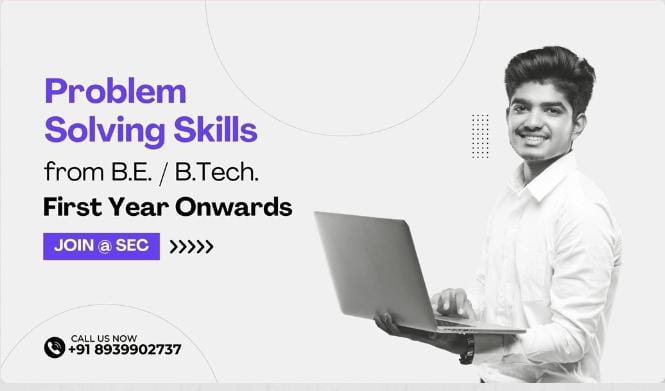 Problem
Solving Skills
from B.E. / B.Tech.
First Year Onwards
JOIN @ SEC
CALL US NOW
+91 8939902737